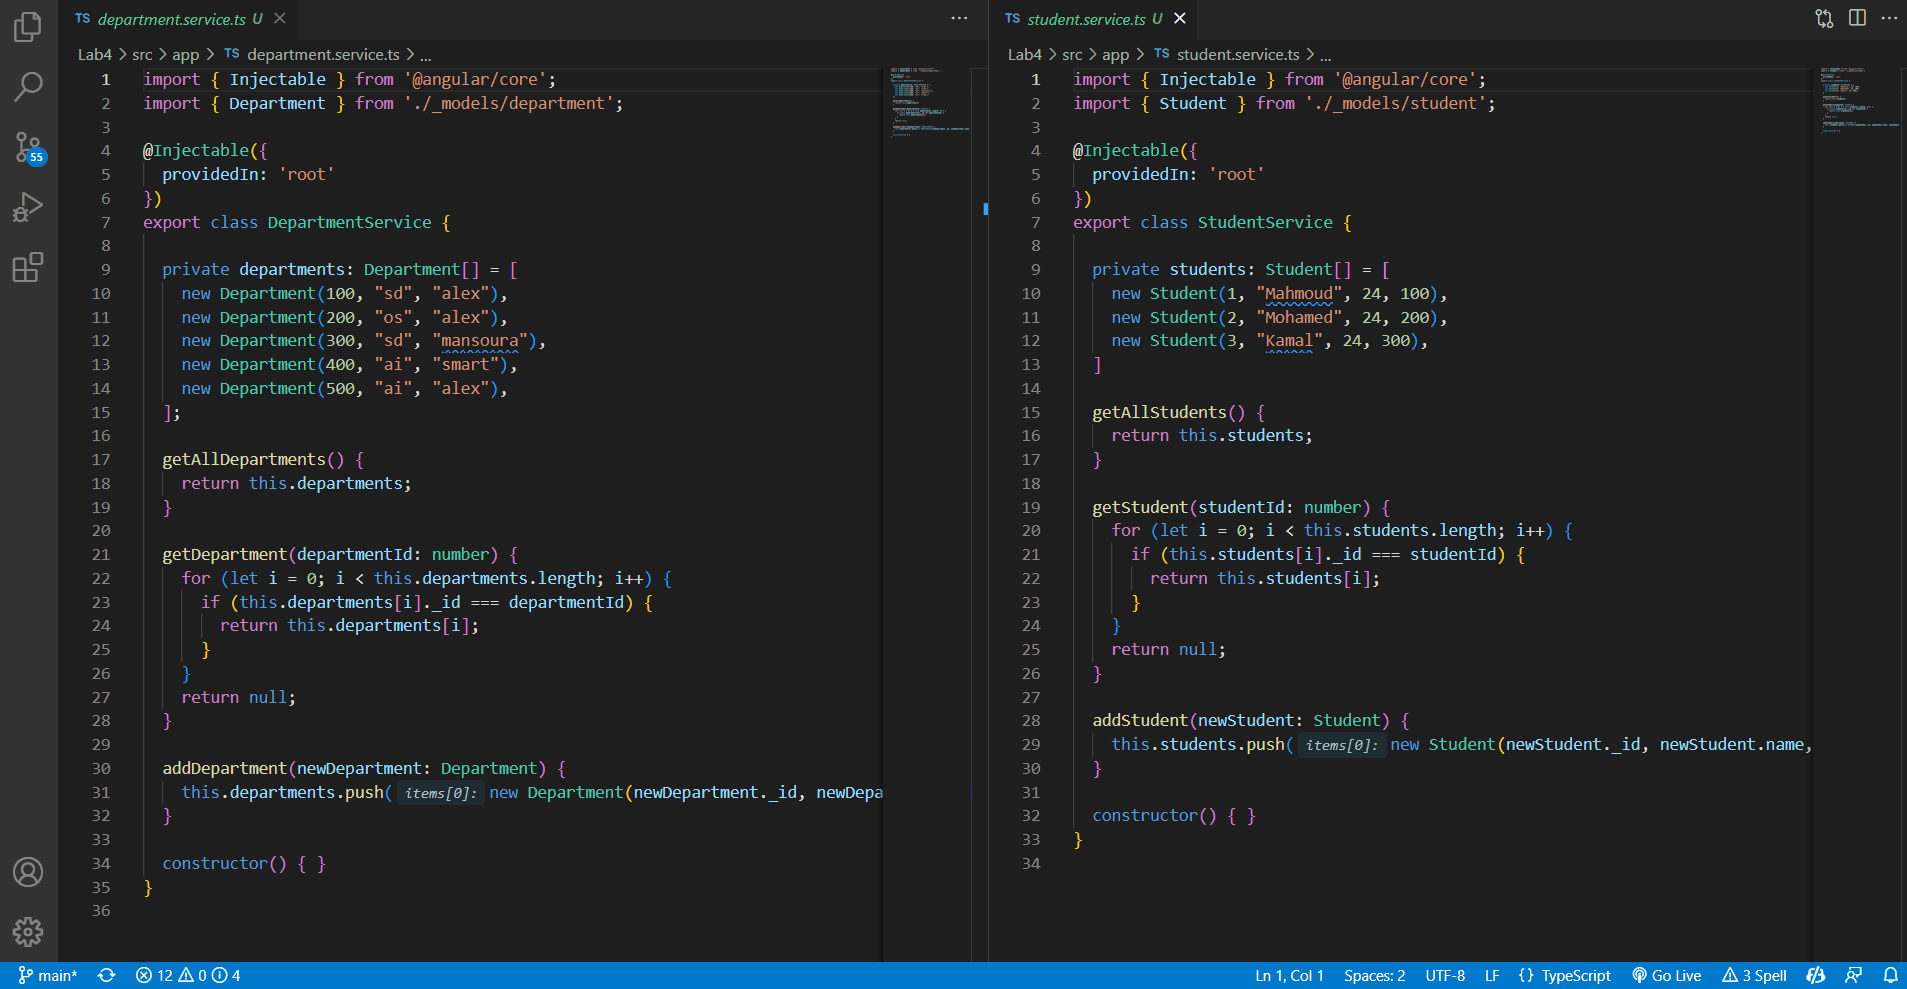 TS department.service.ts U
Lab4 > src > app > TS department.service.ts > ...
1 import { Injectable } from '@angular/core';
2 import { Department } from './_models/department';
3
4 @Injectable({
5 providedIn: 'root'
6 })
7 export class DepartmentService {
8
9 private departments: Department[] = [
10 new Department(100, "sd", "alex"),
11 new Department(200, "os", "alex"),
12 new Department(300, "sd", "mansoura"),
13 new Department(400, "ai", "smart"),
14 new Department(500, "ai", "alex"),
15 ];
16
17 getAllDepartments() {
18 return this.departments;
19 }
20
21 getDepartment(departmentId: number) {
22 for (let i = 0; i < this.departments.length; i++) {
23 if (this.departments[i]._id === departmentId) {
24 return this.departments[i];
25 }
26 }
27 return null;
28 }
29
30 addDepartment(newDepartment: Department) {
31 this.departments.push( items[0]: new Department(newDepartment._id, newDepa
32 }
33
34 constructor() { }
35 }
36
TS student.service.ts U
Lab4 > src > app > TS student.service.ts > ...
1 import { Injectable } from '@angular/core';
2 import { Student } from './_models/student';
3
4 @Injectable({
5 providedIn: 'root'
6 })
7 export class StudentService {
8
9 private students: Student[] = [
10 new Student(1, "Mahmoud", 24, 100),
11 new Student(2, "Mohamed", 24, 200),
12 new Student(3, "Kamal", 24, 300),
13 ]
14
15 getAllStudents() {
16 return this.students;
17 }
18
19 getStudent(studentId: number) {
20 for (let i = 0; i < this.students.length; i++) {
21 if (this.students[i]._id === studentId) {
22 return this.students[i];
23 }
24 }
25 return null;
26 }
27
28 addStudent(newStudent: Student) {
29 this.students.push( items[0]: new Student(newStudent._id, newStudent.name,
30 }
31
32 constructor() { }
33 }
34
55
main* 12 0 4
Ln 1, Col 1 Spaces: 2 UTF-8 LF {} TypeScript Go Live 3 Spell